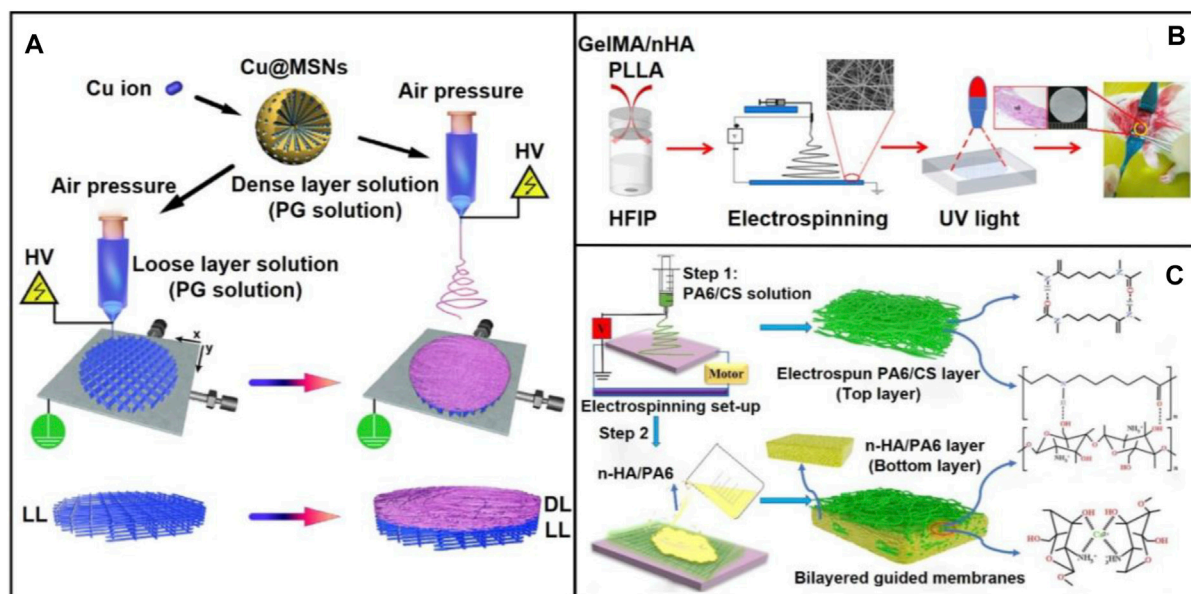 A
Cu@MSNs
Cu ion
Air pressure
HV
Air pressure
Dense layer solution
(PG solution)
HV
Loose layer solution
(PG solution)
x
y
LL
DL
LL
B
GelMA/nHA
PLLA
HFIP
Electrospinning
UV light
C
Step 1:
PA6/CS solution
V
Motor
Electrospinning set-up
Electrospun PA6/CS layer
(Top layer)
Step 2
n-HA/PA6
n-HA/PA6 layer
(Bottom layer)
Bilayered guided membranes